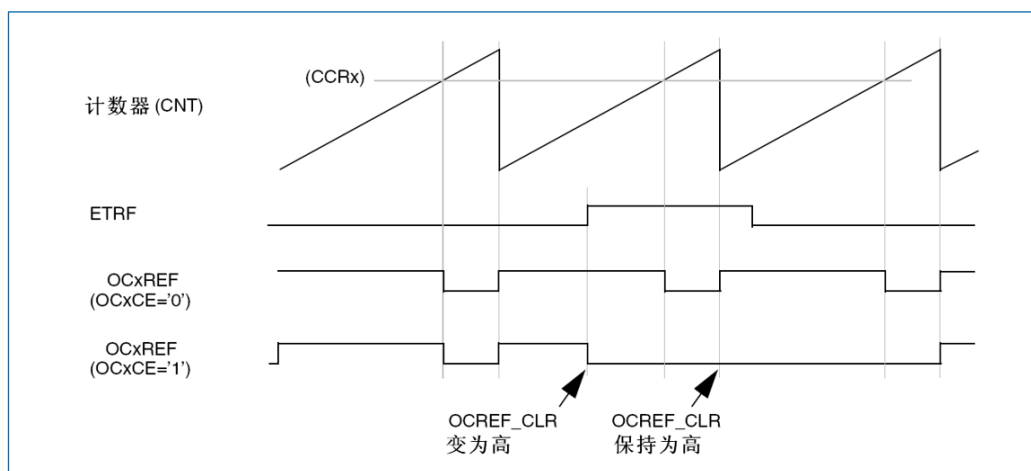 (CCRx)
计数器 (CNT)
ETRF
OCxREF
(OCxCE='0')
OCxREF
(OCxCE='1')
OCREF_CLR
变为高
OCREF_CLR
保持为高